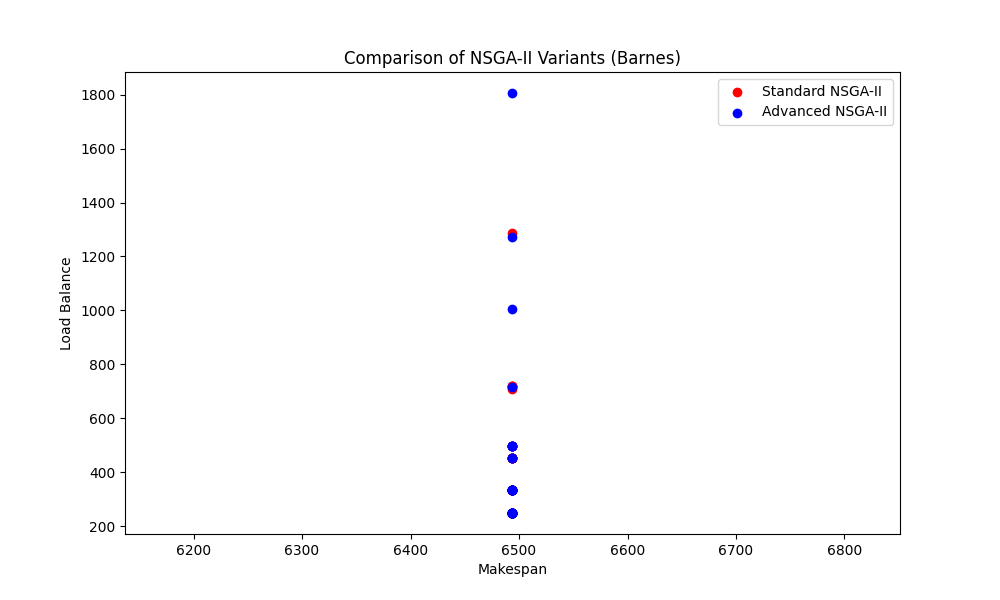 Comparison of NSGA-II Variants (Barnes)
Standard NSGA-II
Advanced NSGA-II
Load Balance
1800
1600
1400
1200
1000
800
600
400
200
6200 6300 6400 6500 6600 6700 6800
Makespan